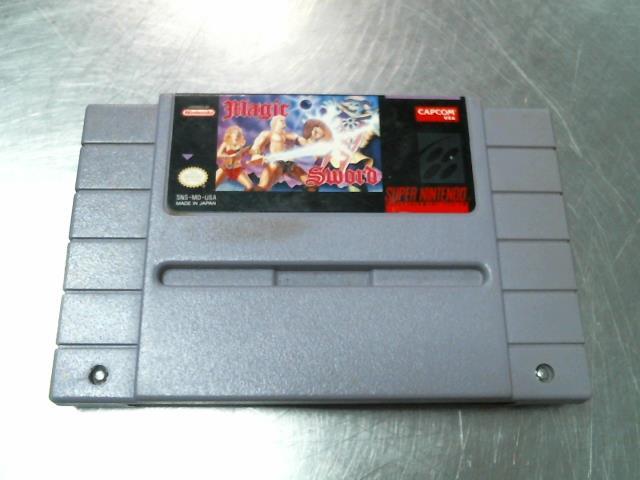 Nintendo
Magic
Sword
CAPCOM
USA
SNS-MD-USA
MADE IN JAPAN
SUPER NINTENDO